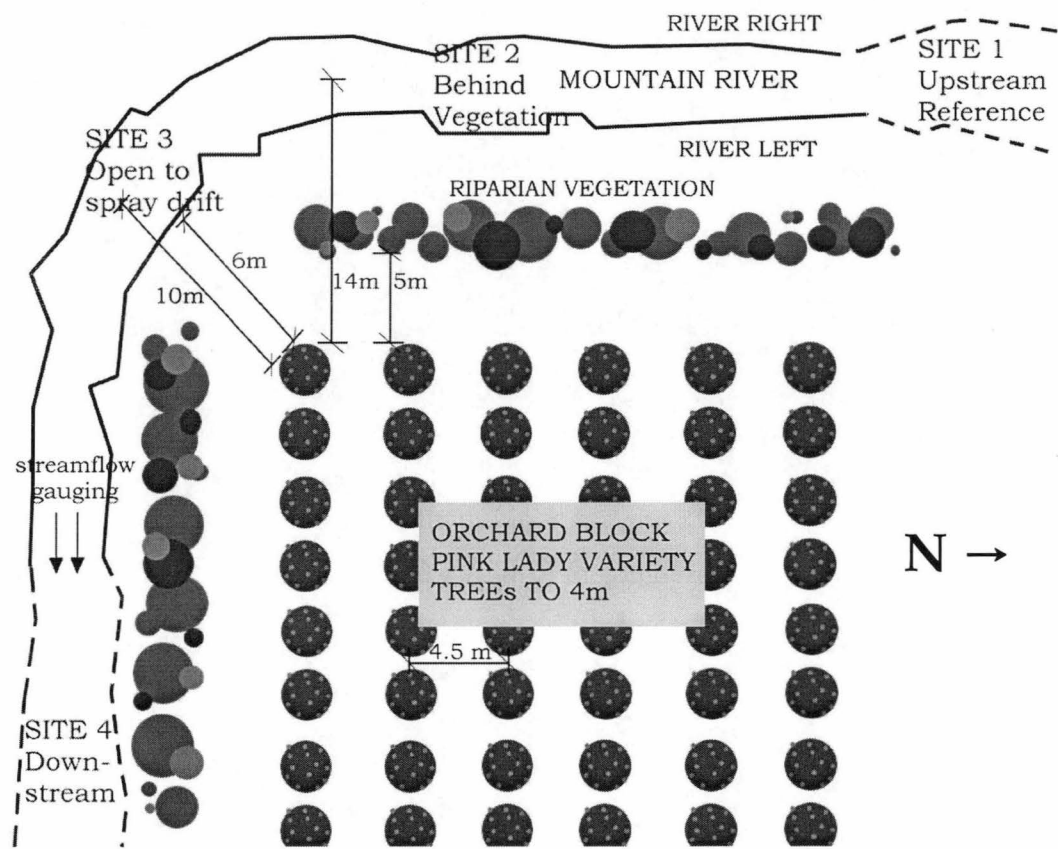 RIVER RIGHT
SITE 2
Behind
Vegetation
MOUNTAIN RIVER
SITE 1
Upstream
Reference
SITE 3
Open to
spray drift
RIVER LEFT
RIPARIAN VEGETATION
6m
10m
14m
5m
streamflow
gauging
ORCHARD BLOCK
PINK LADY VARIETY
TREEs TO 4m
N →
4.5 m
SITE 4
Down-
stream